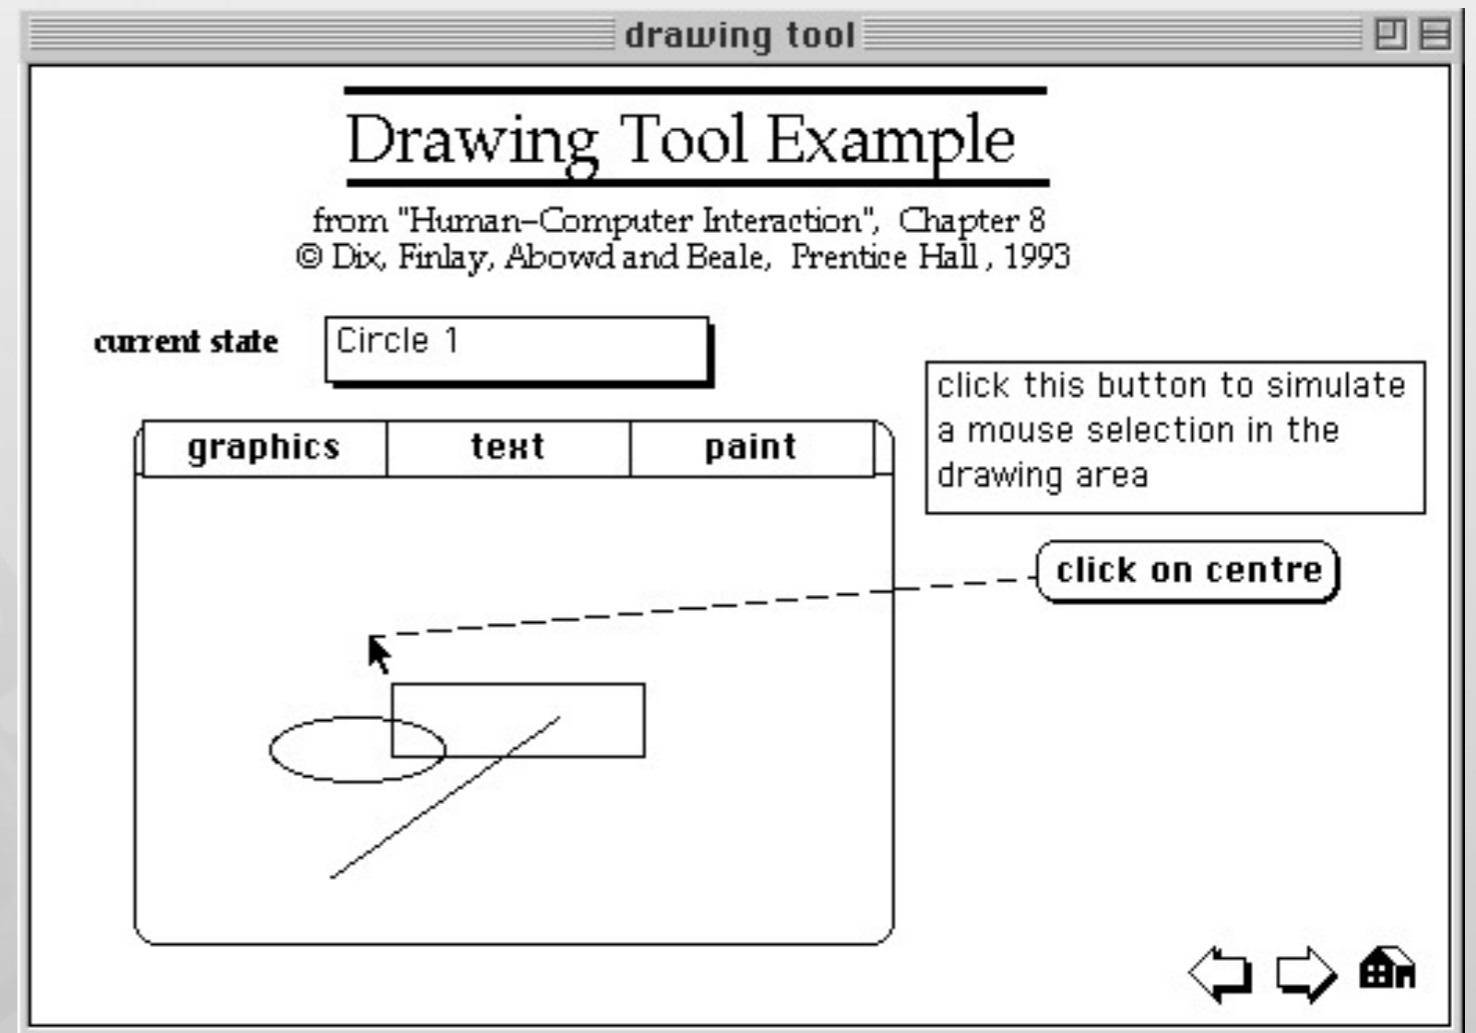 drawing tool
Drawing Tool Example
from "Human–Computer Interaction", Chapter 8
© Dix, Finlay, Abowd and Beale, Prentice Hall , 1993
current state
Circle 1
click this button to simulate
a mouse selection in the
drawing area
graphics text paint
click on centre